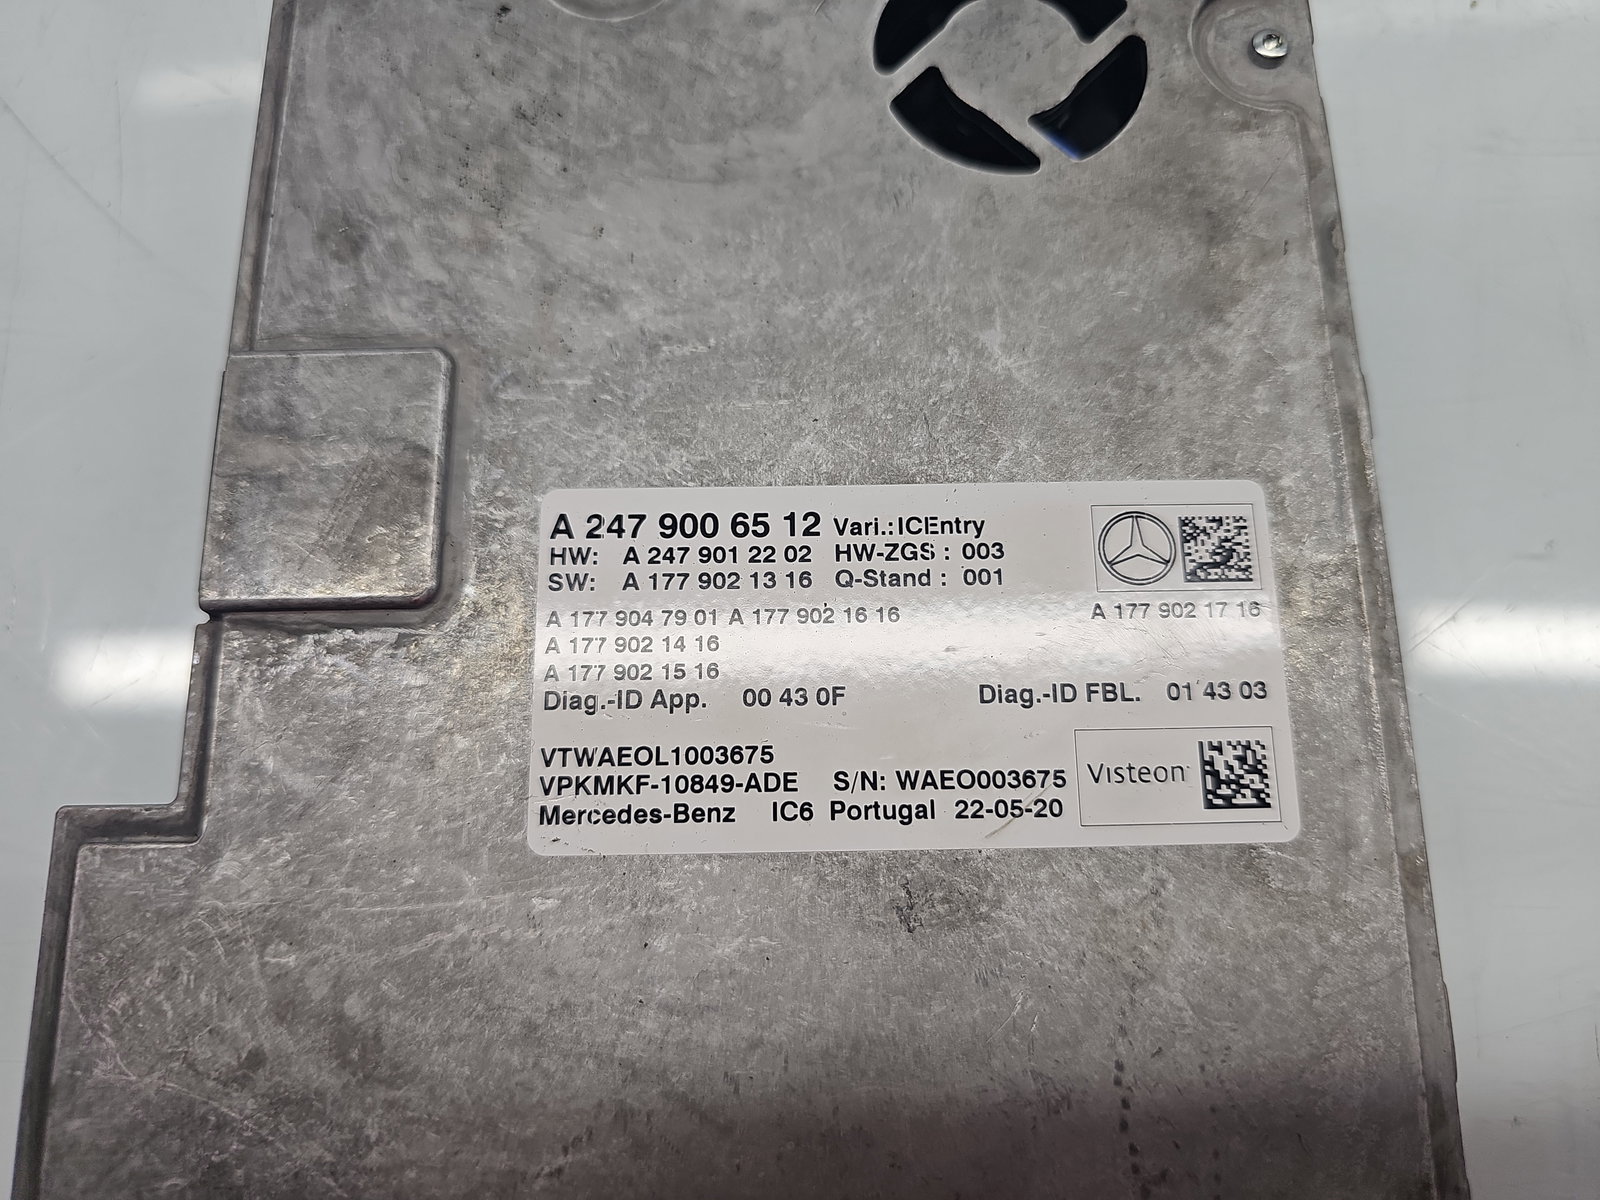 A 247 900 65 12 Vari.:ICEntry
HW: A 247 901 22 02 HW-ZGS : 003
SW: A 177 902 13 16 Q-Stand : 001
A 177 904 79 01 A 177 902 16 16 A 177 902 17 16
A 177 902 14 16
A 177 902 15 16
Diag.-ID App. 00 43 0F Diag.-ID FBL. 01 43 03
VTWAEOL1003675
VPKMKF-10849-ADE S/N: WAEO003675
Mercedes-Benz IC6 Portugal 22-05-20
Visteon